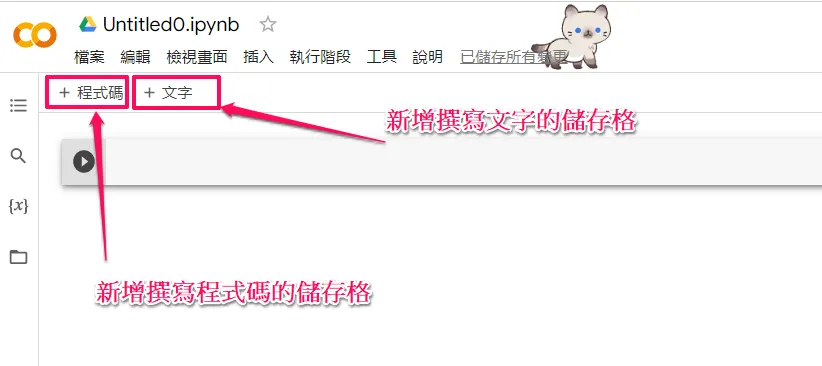 Untitled0.ipynb
檔案 編輯 檢視畫面 插入 執行階段 工具 說明 已儲存所有變更
+ 程式碼 + 文字
新增撰寫文字的儲存格
{x}
新增撰寫程式碼的儲存格